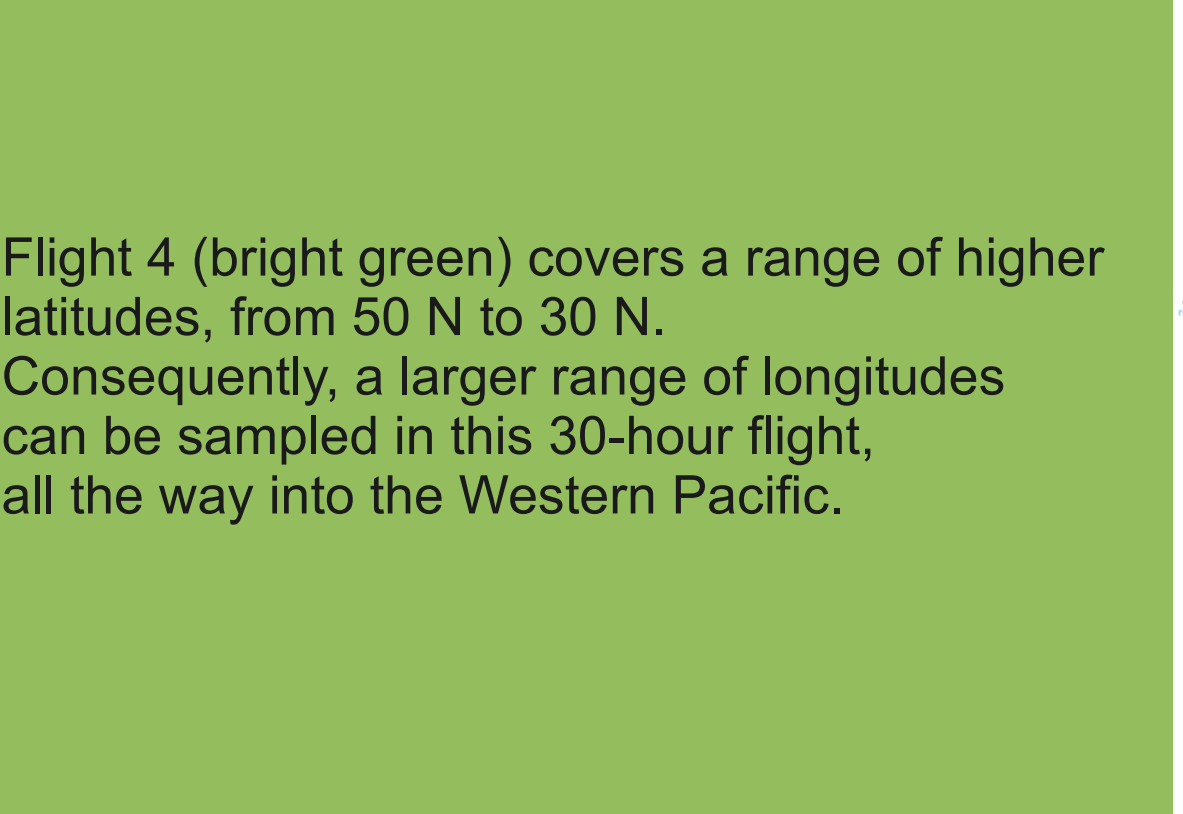 Flight 4 (bright green) covers a range of higher
latitudes, from 50 N to 30 N.
Consequently, a larger range of longitudes
can be sampled in this 30-hour flight,
all the way into the Western Pacific.